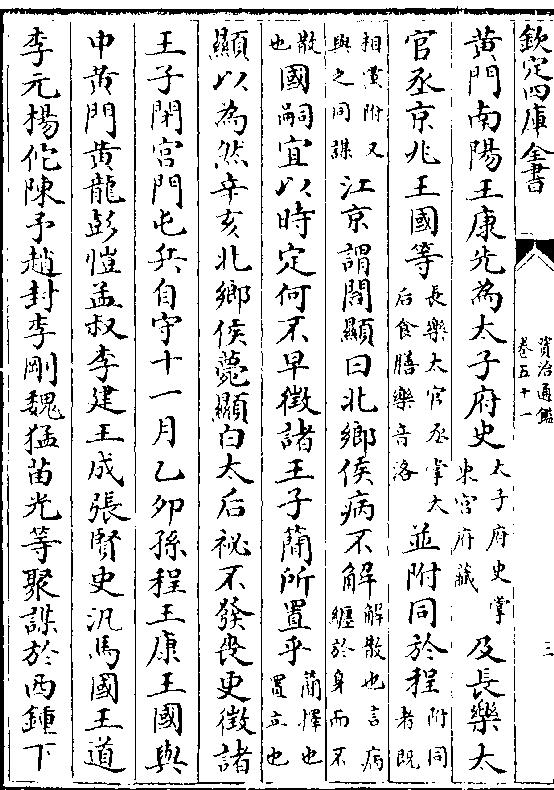 欽定四庫全書
資治通鑑
卷五十一
三
黄門南陽王康先為太子府史太子府史掌東宮府藏及長樂太
官丞京兆王國等長樂太官丞掌太后食膳樂音洛並附同於程附同者既
相黨附又與之同謀江京謂閻顯曰北鄉侯病不解解散也言病纒於身而不
散也國嗣宜以時定何不早徵諸王子簡所置乎簡擇也置立也
顯以為然辛亥北鄉侯薨顯白太后祕不發喪更徵諸
王子閉宮門屯兵自守十一月乙卯孫程王康王國與
中黄門黄龍彭愷孟叔李建王成張賢史汎馬國王道
李元楊佗陳予趙封李剛魏猛苗光等聚謀於西鍾下